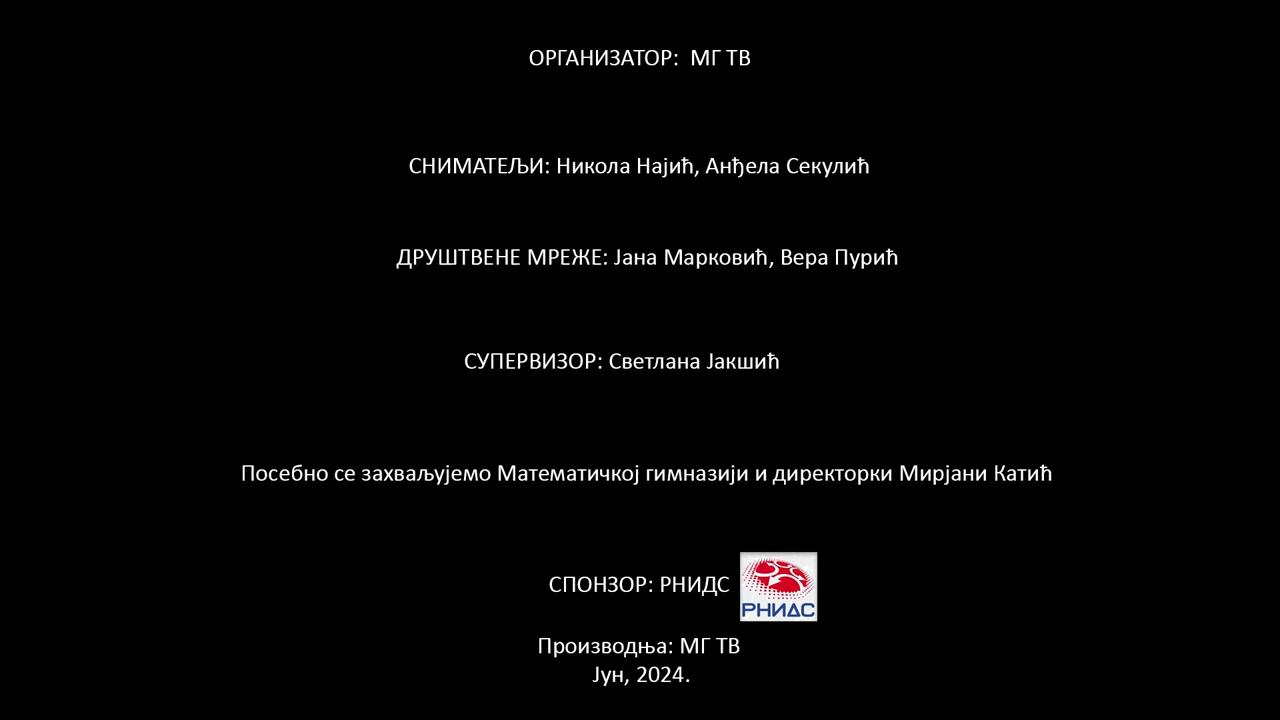 ОРГАНИЗАТОР: МГ ТВ
СНИМАТЕЉИ: Никола Најић, Анђела Секулић
ДРУШТВЕНЕ МРЕЖЕ: Јана Марковић, Вера Пурић
СУПЕРВИЗОР: Светлана Јакшић
Посебно се захваљујемо Математичкој гимназији и директорки Мирјани Катић
СПОНЗОР: РНИДС
РНИДС
Производња: МГ ТВ
Јун, 2024.